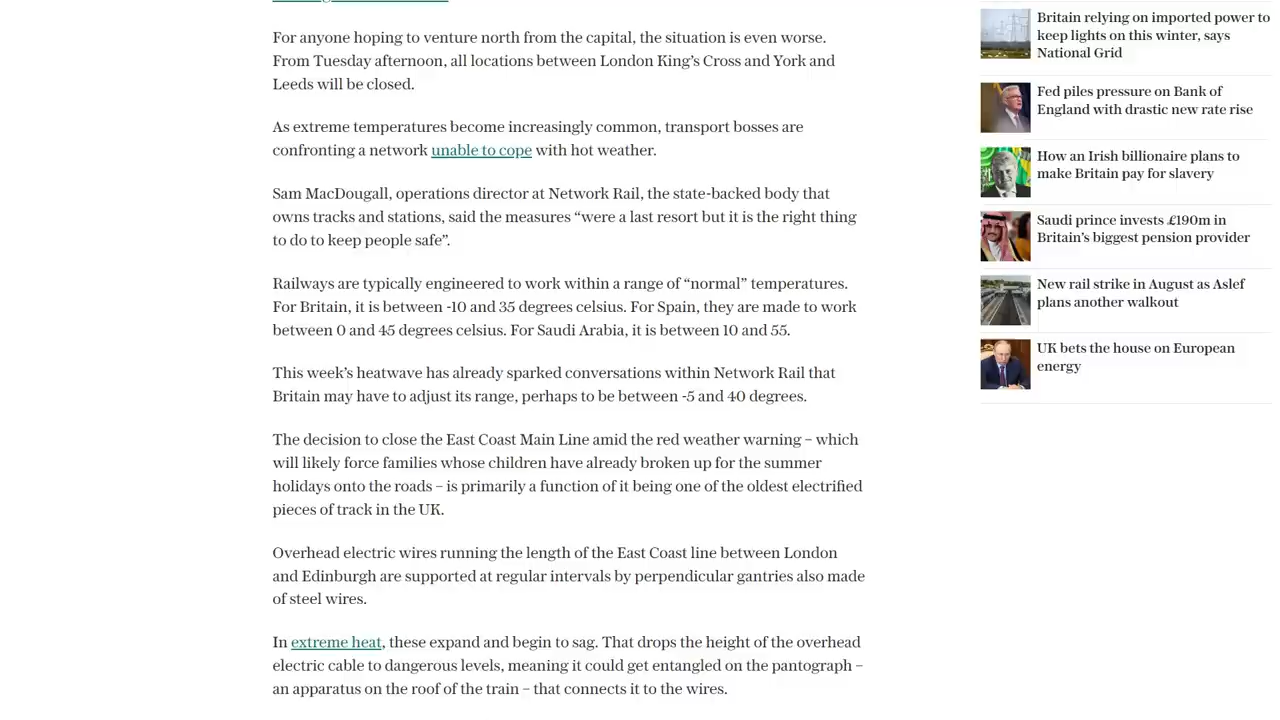 For anyone hoping to venture north from the capital, the situation is even worse.
From Tuesday afternoon, all locations between London King’s Cross and York and
Leeds will be closed.
As extreme temperatures become increasingly common, transport bosses are
confronting a network unable to cope with hot weather.
Sam MacDougall, operations director at Network Rail, the state-backed body that
owns tracks and stations, said the measures “were a last resort but it is the right thing
to do to keep people safe”.
Railways are typically engineered to work within a range of “normal” temperatures.
For Britain, it is between -10 and 35 degrees celsius. For Spain, they are made to work
between 0 and 45 degrees celsius. For Saudi Arabia, it is between 10 and 55.
This week’s heatwave has already sparked conversations within Network Rail that
Britain may have to adjust its range, perhaps to be between -5 and 40 degrees.
The decision to close the East Coast Main Line amid the red weather warning – which
will likely force families whose children have already broken up for the summer
holidays onto the roads – is primarily a function of it being one of the oldest electrified
pieces of track in the UK.
Overhead electric wires running the length of the East Coast line between London
and Edinburgh are supported at regular intervals by perpendicular gantries also made
of steel wires.
In extreme heat, these expand and begin to sag. That drops the height of the overhead
electric cable to dangerous levels, meaning it could get entangled on the pantograph –
an apparatus on the roof of the train – that connects it to the wires.
Britain relying on imported power to
keep lights on this winter, says
National Grid
Fed piles pressure on Bank of
England with drastic new rate rise
How an Irish billionaire plans to
make Britain pay for slavery
Saudi prince invests £190m in
Britain’s biggest pension provider
New rail strike in August as Aslef
plans another walkout
UK bets the house on European
energy